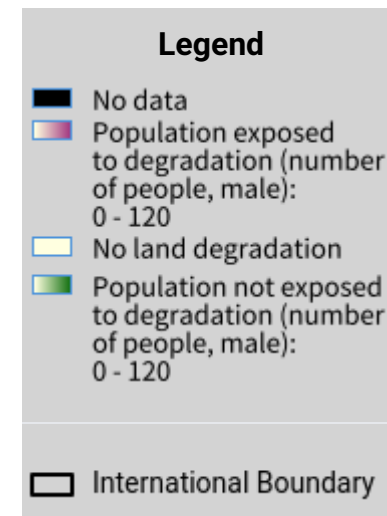 Legend
No data
Population exposed
to degradation (number
of people, male):
0 - 120
No land degradation
Population not exposed
to degradation (number
of people, male):
0 - 120
International Boundary